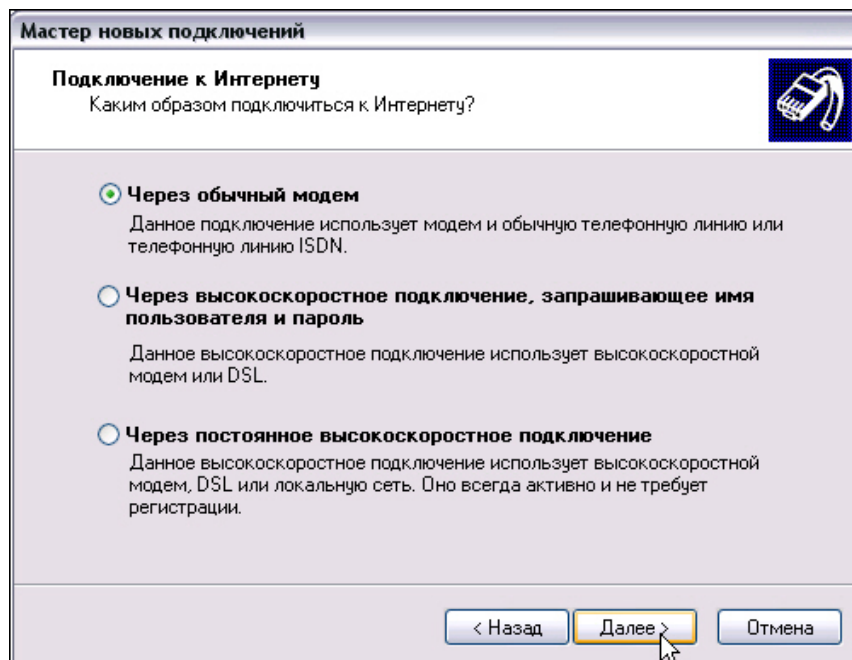 Мастер новых подключений
Подключение к Интернету
Каким образом подключиться к Интернету?
Через обычный модем
Данное подключение использует модем и обычную телефонную линию или
телефонную линию ISDN.
Через высокоскоростное подключение, запрашивающее имя
пользователя и пароль
Данное высокоскоростное подключение использует высокоскоростной
модем или DSL.
Через постоянное высокоскоростное подключение
Данное высокоскоростное подключение использует высокоскоростной
модем, DSL или локальную сеть. Оно всегда активно и не требует
регистрации.
< Назад Далее > Отмена